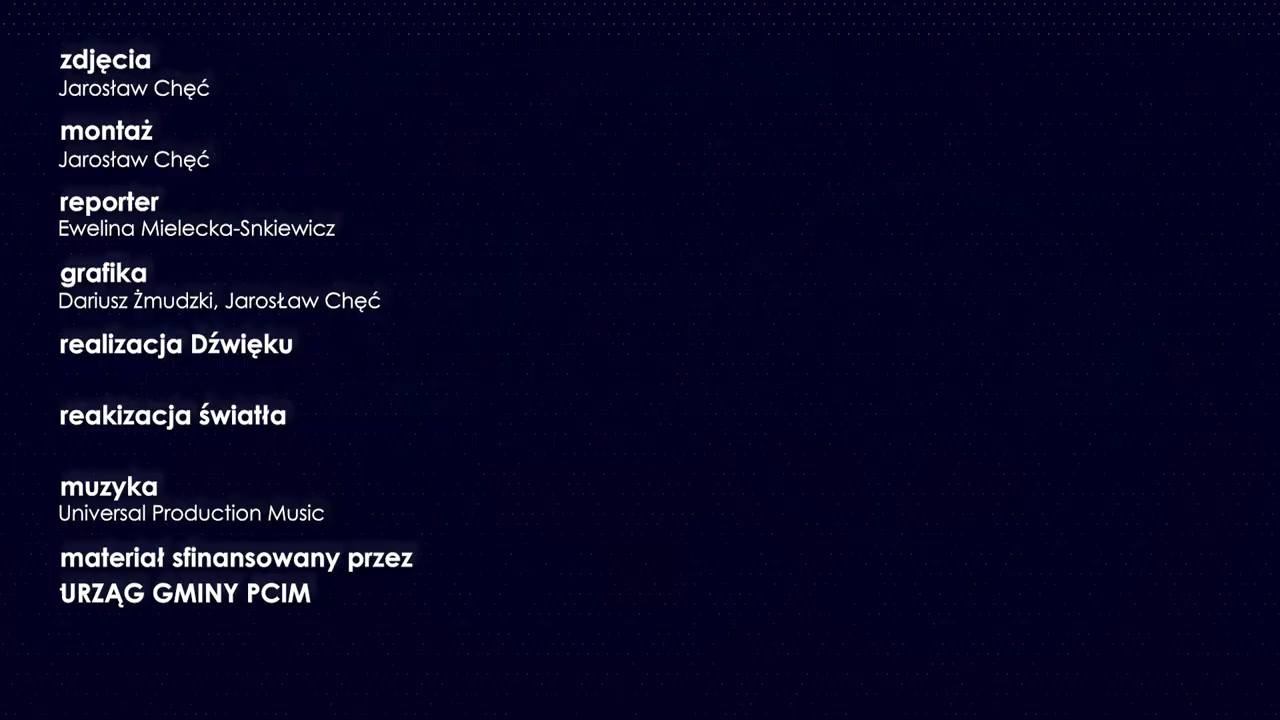 zdjęcia
Jarosław Chęć
montaż
Jarosław Chęć
reporter
Ewelina Mielecka-Snkiewicz
grafika
Dariusz Żmudzki, JarosŁaw Chęć
realizacja Dźwięku
reakizacja światła
muzyka
Universal Production Music
materiał sfinansowany przez
URZĄG GMINY PCIM